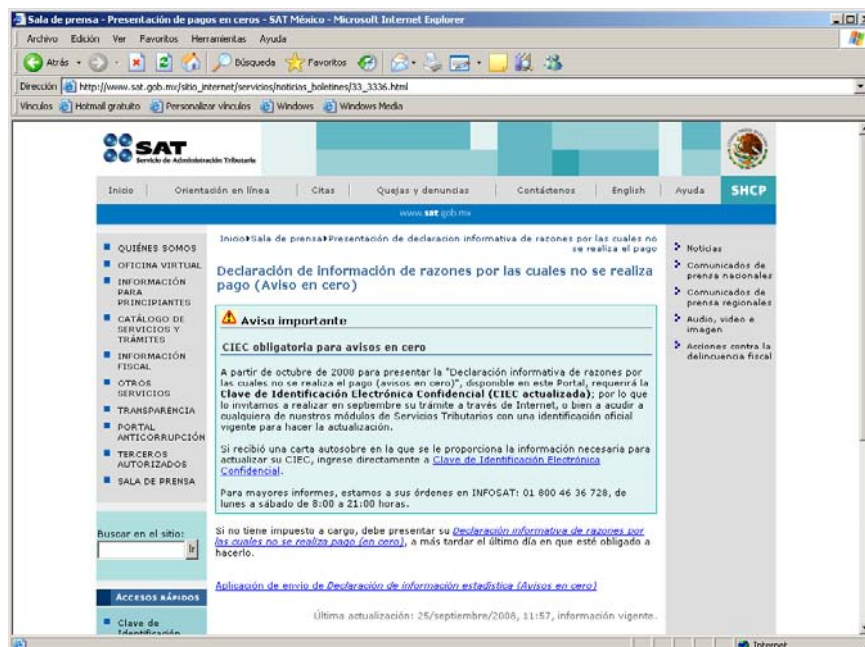 Sala de prensa - Presentación de pagos en ceros - SAT México - Microsoft Internet Explorer
Archivo Edición Ver Favoritos Herramientas Ayuda
Atrás Búsqueda Favoritos
Dirección http://www.sat.gob.mx/sitio_internet/servicios/noticias_boletines/33_3336.html
Vínculos Hotmail gratuito Personalizar vínculos Windows Windows Media
SAT
Servicio de Administración Tributaria
Inicio Orientación en línea Citas Quejas y denuncias Contáctenos English Ayuda SHCP
www.sat.gob.mx
QUIÉNES SOMOS
OFICINA VIRTUAL
INFORMACIÓN
PARA
PRINCIPIANTES
CATÁLOGO DE
SERVICIOS Y
TRÁMITES
INFORMACIÓN
FISCAL
OTROS
SERVICIOS
TRANSPARENCIA
PORTAL
ANTICORRUPCIÓN
TERCEROS
AUTORIZADOS
SALA DE PRENSA
Buscar en el sitio:
Ir
ACCESOS RÁPIDOS
Clave de
Identificación
Inicio Sala de prensa Presentación de declaracion informativa de razones por las cuales no
se realiza el pago
Declaración de información de razones por las cuales no se realiza
pago (Aviso en cero)
Aviso importante
CIEC obligatoria para avisos en cero
A partir de octubre de 2008 para presentar la "Declaración informativa de razones por
las cuales no se realiza el pago (avisos en cero)", disponible en este Portal, requerirá la
Clave de Identificación Electrónica Confidencial (CIEC actualizada); por lo que
lo invitamos a realizar en septiembre su trámite a través de Internet, o bien a acudir a
cualquiera de nuestros módulos de Servicios Tributarios con una identificación oficial
vigente para hacer la actualización.
Si recibió una carta autosobre en la que se le proporciona la información necesaria para
actualizar su CIEC, ingrese directamente a Clave de Identificación Electrónica
Confidencial.
Para mayores informes, estamos a sus órdenes en INFOSAT: 01 800 46 36 728, de
lunes a sábado de 8:00 a 21:00 horas.
Si no tiene impuesto a cargo, debe presentar su Declaración informativa de razones por
las cuales no se realiza pago (en cero), a más tardar el último día en que esté obligado a
hacerlo.
Aplicación de envio de Declaración de información estadística (Avisos en cero)
Última actualización: 25/septiembre/2008, 11:57, información vigente.
Noticias
Comunicados de
prensa nacionales
Comunicados de
prensa regionales
Audio, video e
imagen
Acciones contra la
delincuencia fiscal
Internet